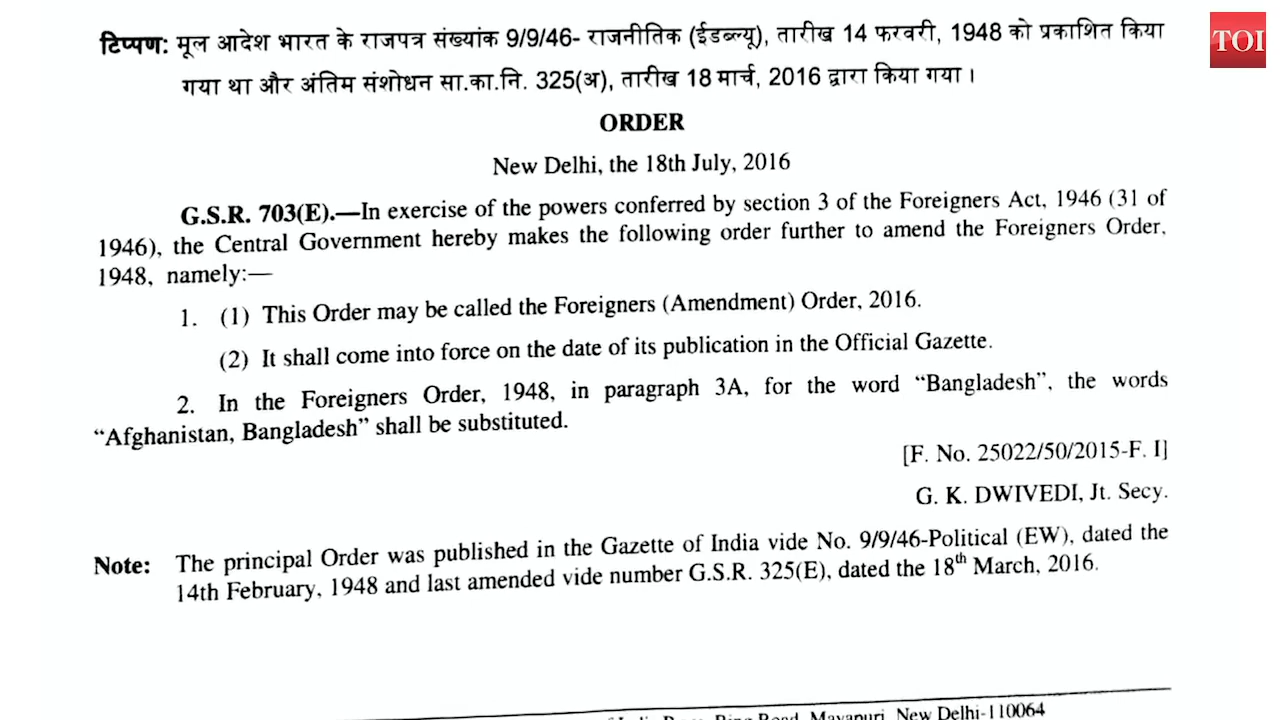 टिप्पण: मूल आदेश भारत के राजपत्र संख्यांक 9/9/46- राजनीतिक (ईडब्ल्यू), तारीख 14 फरवरी, 1948 को प्रकाशित किया
TOI
गया था और अंतिम संशोधन सा.का.नि. 325(अ), तारीख 18 मार्च, 2016 द्वारा किया गया ।
ORDER
New Delhi, the 18th July, 2016
G.S.R. 703(E).—In exercise of the powers conferred by section 3 of the Foreigners Act, 1946 (31 of
1946), the Central Government hereby makes the following order further to amend the Foreigners Order,
1948, namely:—
1. (1) This Order may be called the Foreigners (Amendment) Order, 2016.
(2) It shall come into force on the date of its publication in the Official Gazette.
2. In the Foreigners Order, 1948, in paragraph 3A, for the word “Bangladesh”, the words
“Afghanistan, Bangladesh” shall be substituted.
[F. No. 25022/50/2015-F. I]
G. K. DWIVEDI, Jt. Secy.
Note: The principal Order was published in the Gazette of India vide No. 9/9/46-Political (EW), dated the
14th February, 1948 and last amended vide number G.S.R. 325(E), dated the 18th March, 2016.
Ring Road, Mayapuri, New Delhi-110064